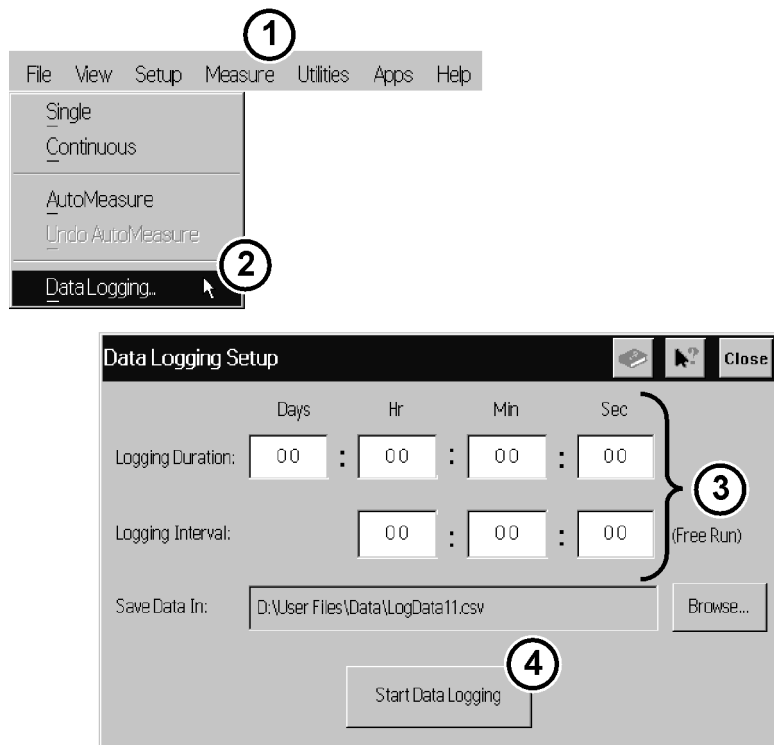 1
File View Setup Measure Utilities Apps Help
Single
Continuous
AutoMeasure
Undo AutoMeasure
2
Data Logging...
Data Logging Setup ? Close
Days Hr Min Sec
Logging Duration: 00 : 00 : 00 : 00
3
Logging Interval: 00 : 00 : 00 (Free Run)
Save Data In: D:\User Files\Data\LogData11.csv Browse...
4
Start Data Logging